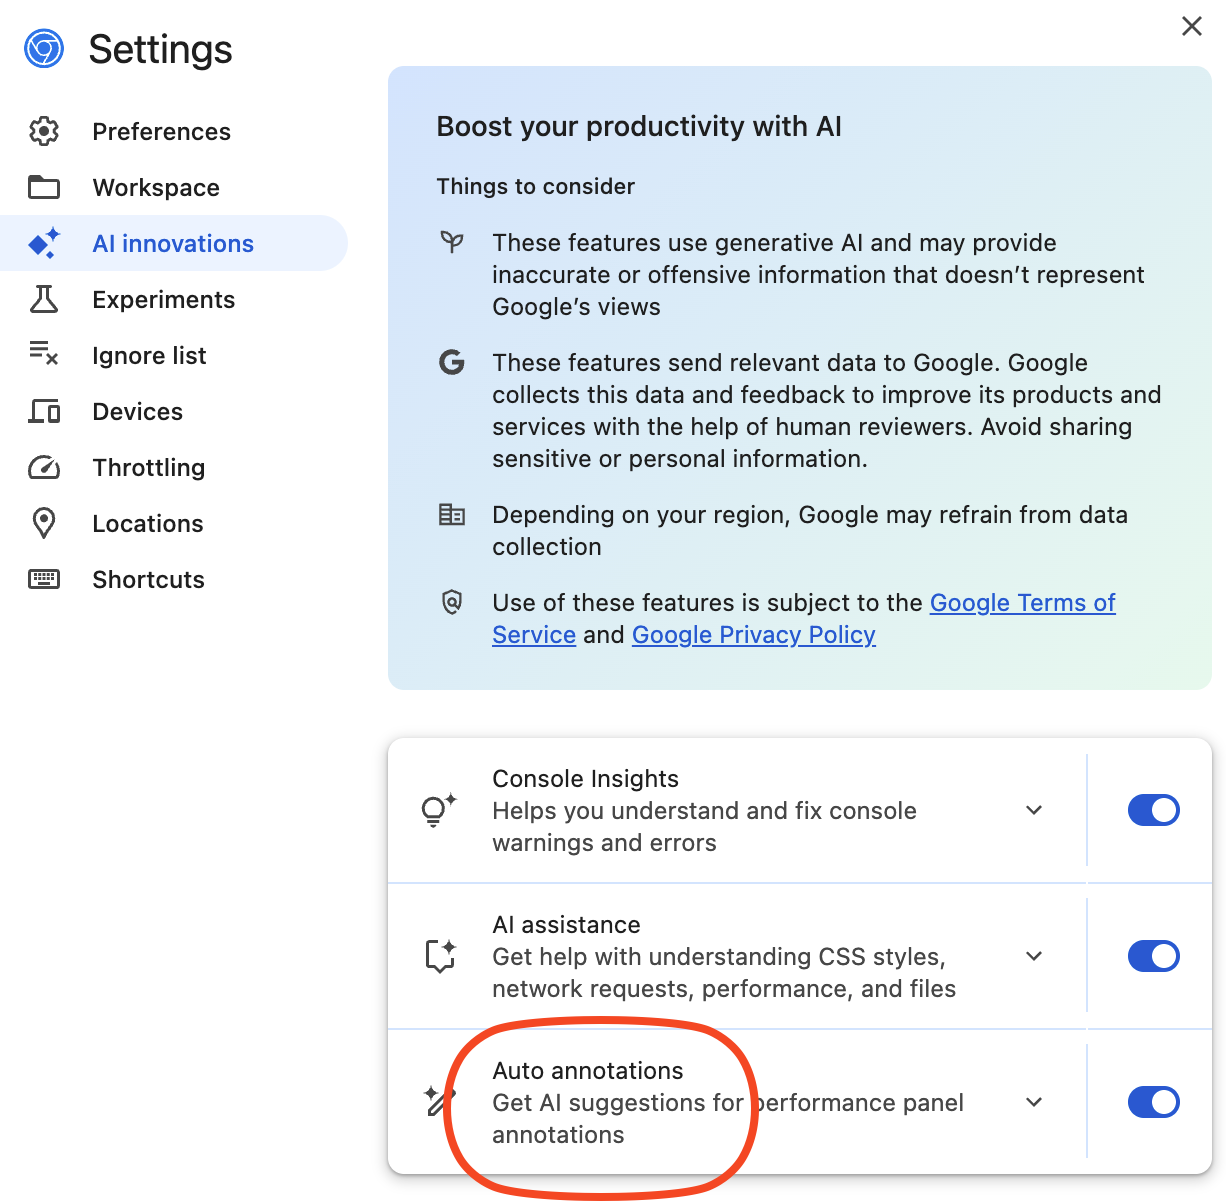 Settings
Preferences
Workspace
AI innovations
Experiments
Ignore list
Devices
Throttling
Locations
Shortcuts
Boost your productivity with AI
Things to consider
These features use generative AI and may provide
inaccurate or offensive information that doesn’t represent
Google’s views
These features send relevant data to Google. Google
collects this data and feedback to improve its products and
services with the help of human reviewers. Avoid sharing
sensitive or personal information.
Depending on your region, Google may refrain from data
collection
Use of these features is subject to the Google Terms of
Service and Google Privacy Policy
Console Insights
Helps you understand and fix console
warnings and errors
AI assistance
Get help with understanding CSS styles,
network requests, performance, and files
Auto annotations
Get AI suggestions for performance panel
annotations